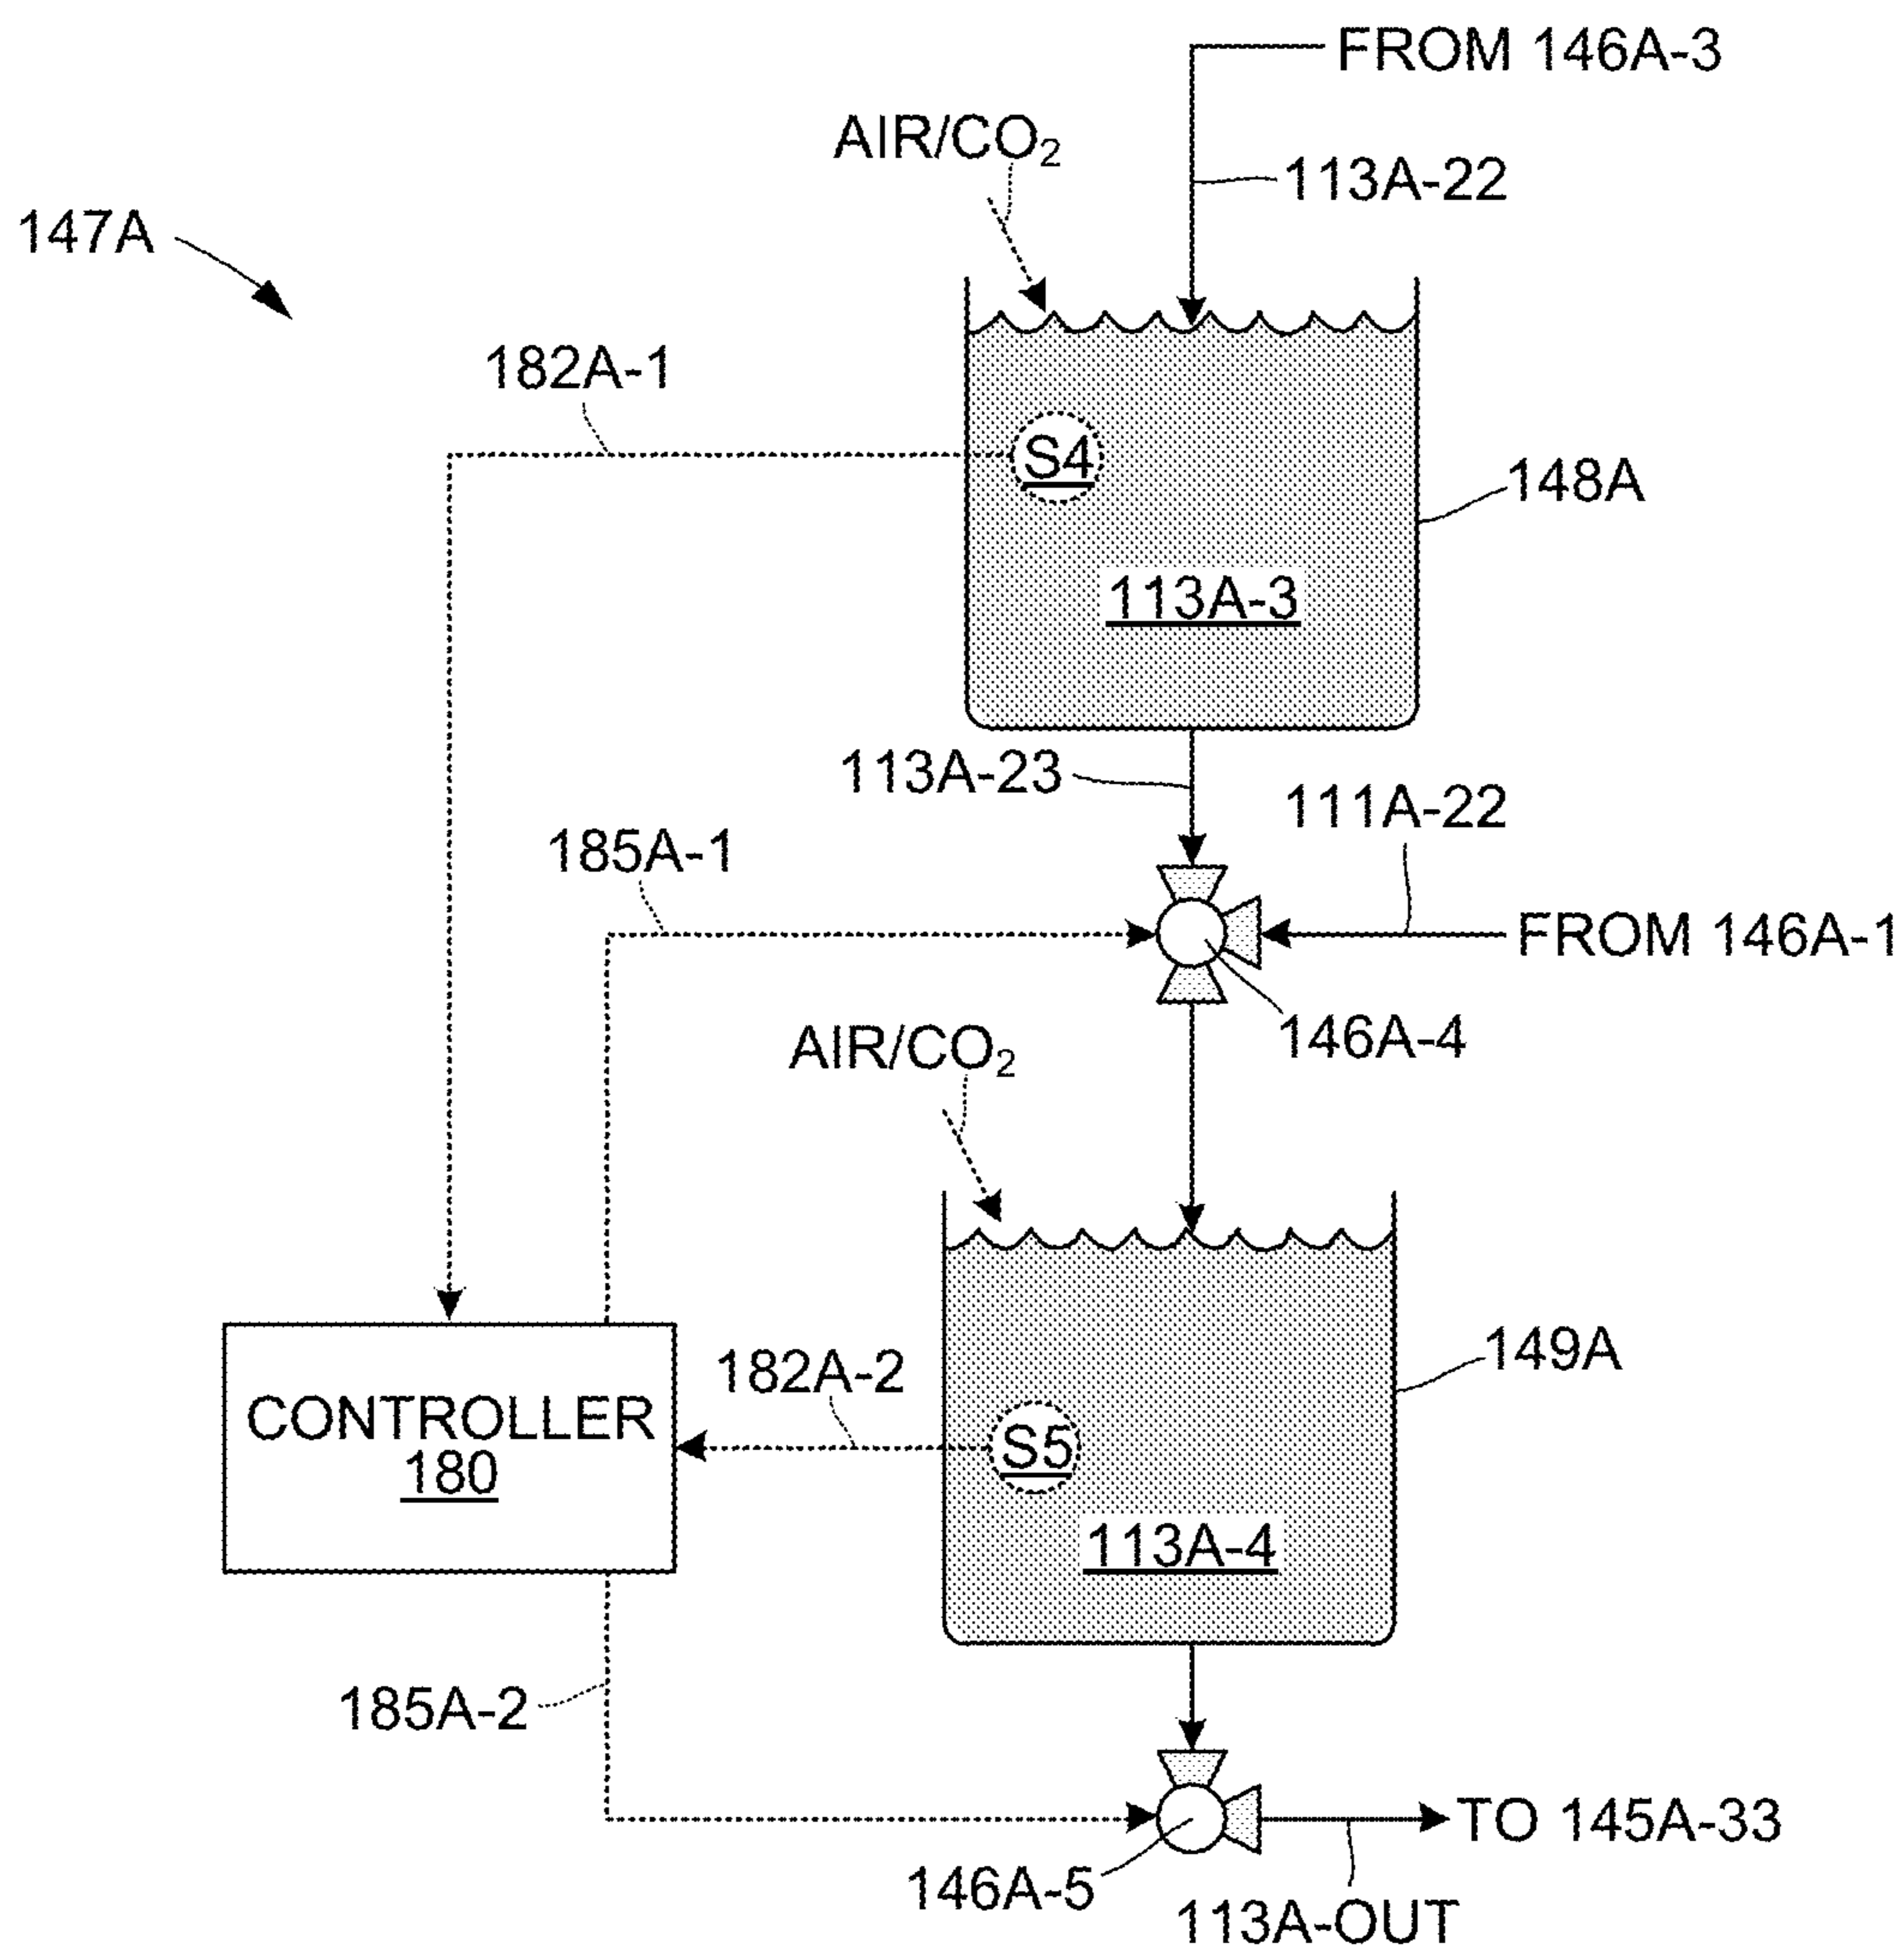 FROM 146A-3
AIR/CO₂
113A-22
147A
182A-1
S4
148A
113A-3
113A-23
111A-22
185A-1
FROM 146A-1
146A-4
AIR/CO₂
149A
182A-2
CONTROLLER
180
S5
113A-4
185A-2
TO 145A-33
146A-5
113A-OUT